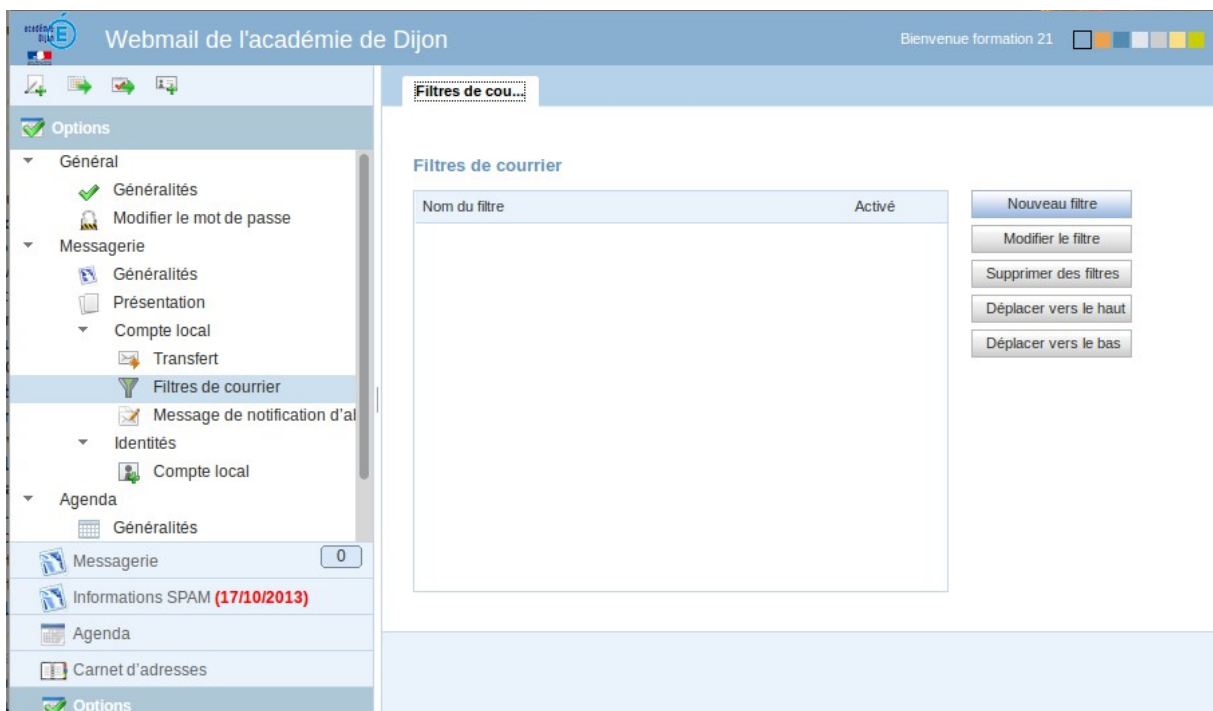 Webmail de l'académie de Dijon
Bienvenue formation 21
Filtres de cou...
Options
Général
Généralités
Modifier le mot de passe
Messagerie
Généralités
Présentation
Compte local
Transfert
Filtres de courrier
Message de notification d'al
Identités
Compte local
Agenda
Généralités
Messagerie 0
Informations SPAM (17/10/2013)
Agenda
Carnet d'adresses
Options
Filtres de courrier
Nom du filtre Activé
Nouveau filtre
Modifier le filtre
Supprimer des filtres
Déplacer vers le haut
Déplacer vers le bas